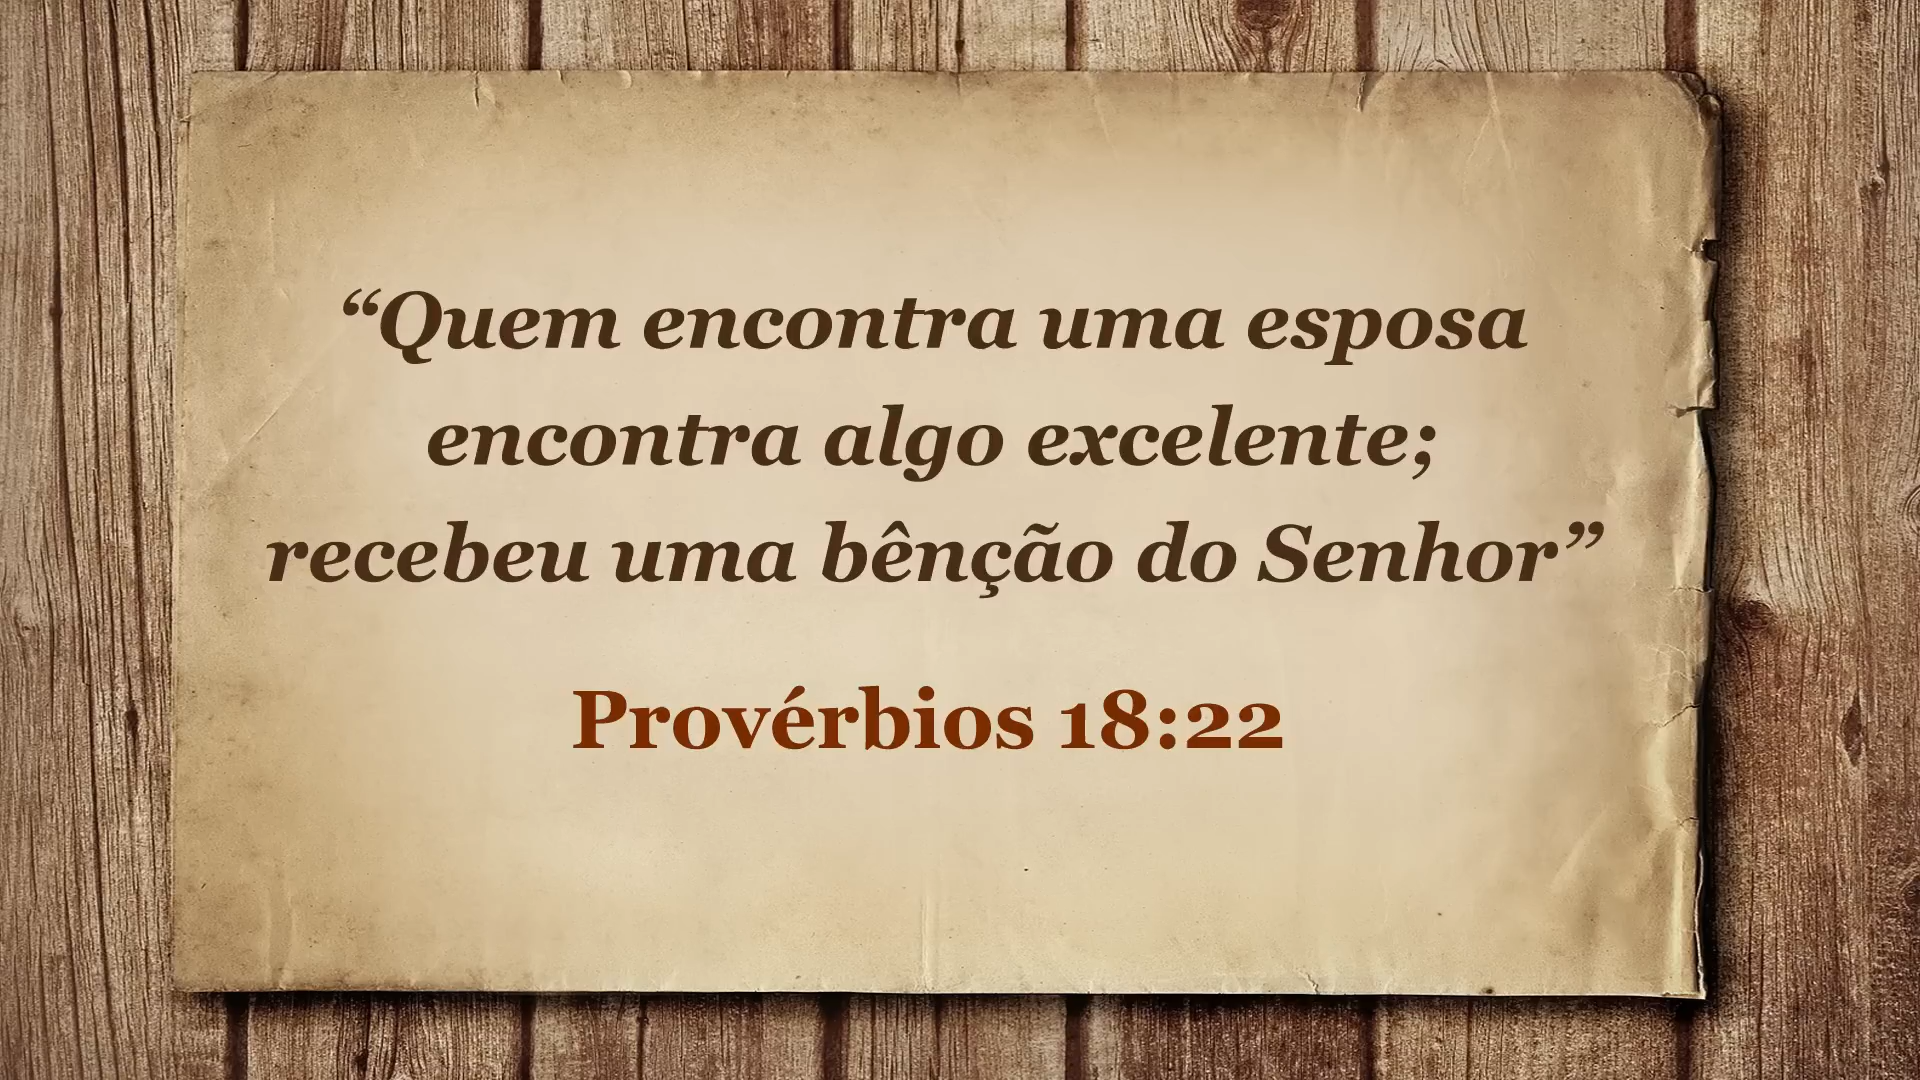 “Quem encontra uma esposa
encontra algo excelente;
recebeu uma bênção do Senhor”
Provérbios 18:22